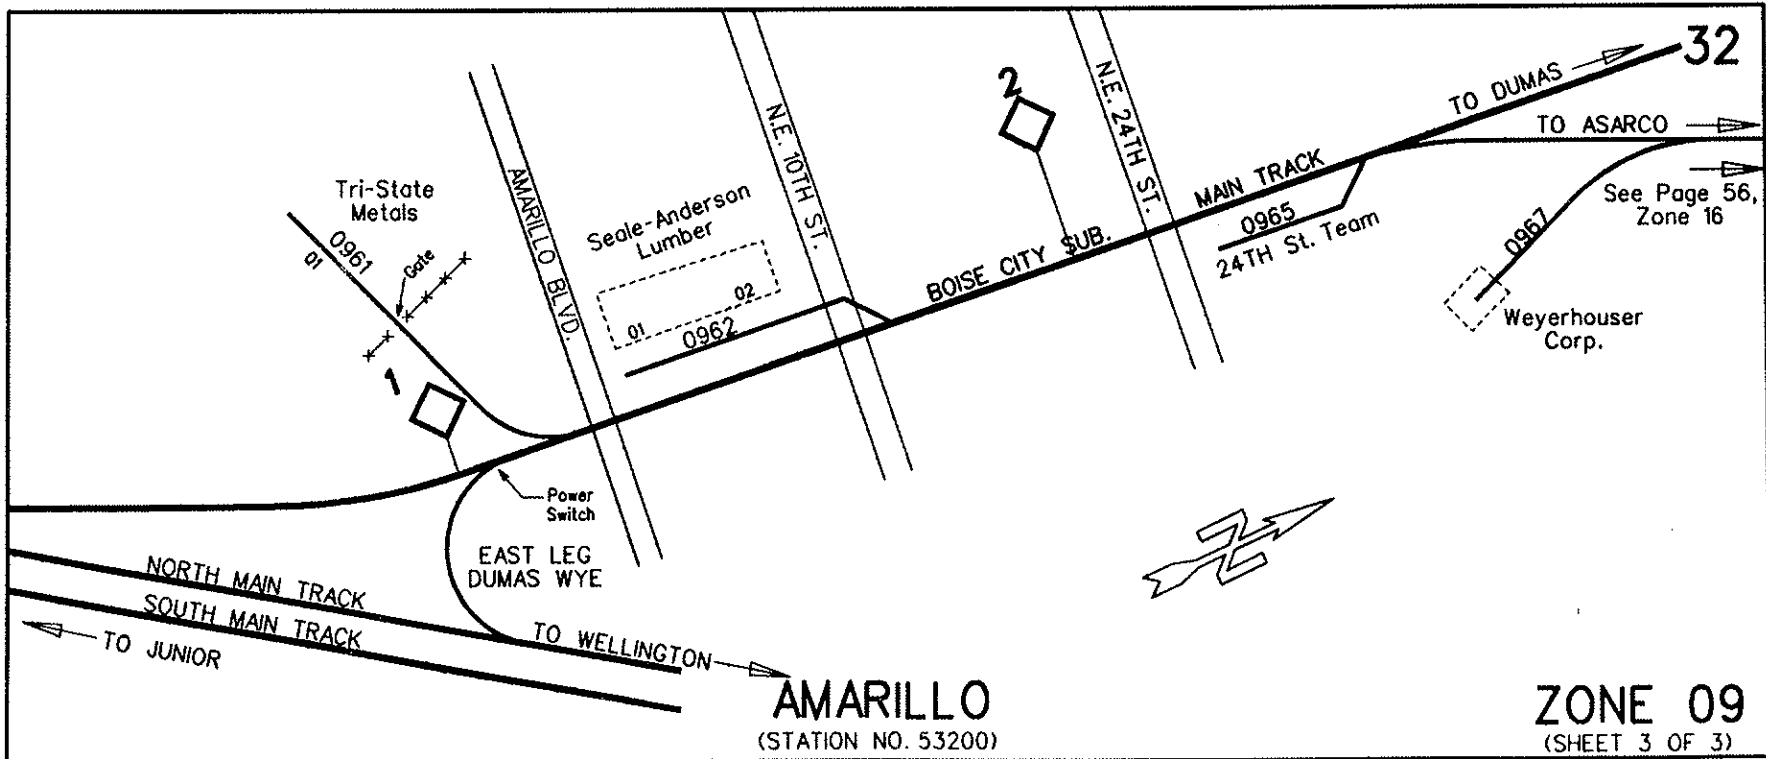 32
TO DUMAS
TO ASARCO
See Page 56,
Zone 16
0967
Weyerhouser
Corp.
N.E. 24TH ST.
2
MAIN TRACK
0965
24TH St. Team
BOISE CITY SUB.
N.E. 10TH ST.
Seale-Anderson
Lumber
01
02
0962
AMARILLO BLVD.
Tri-State
Metals
0961
01
Gate
1
Power
Switch
EAST LEG
DUMAS WYE
NORTH MAIN TRACK
SOUTH MAIN TRACK
TO JUNIOR
TO WELLINGTON
N
AMARILLO
(STATION NO. 53200)
ZONE 09
(SHEET 3 OF 3)